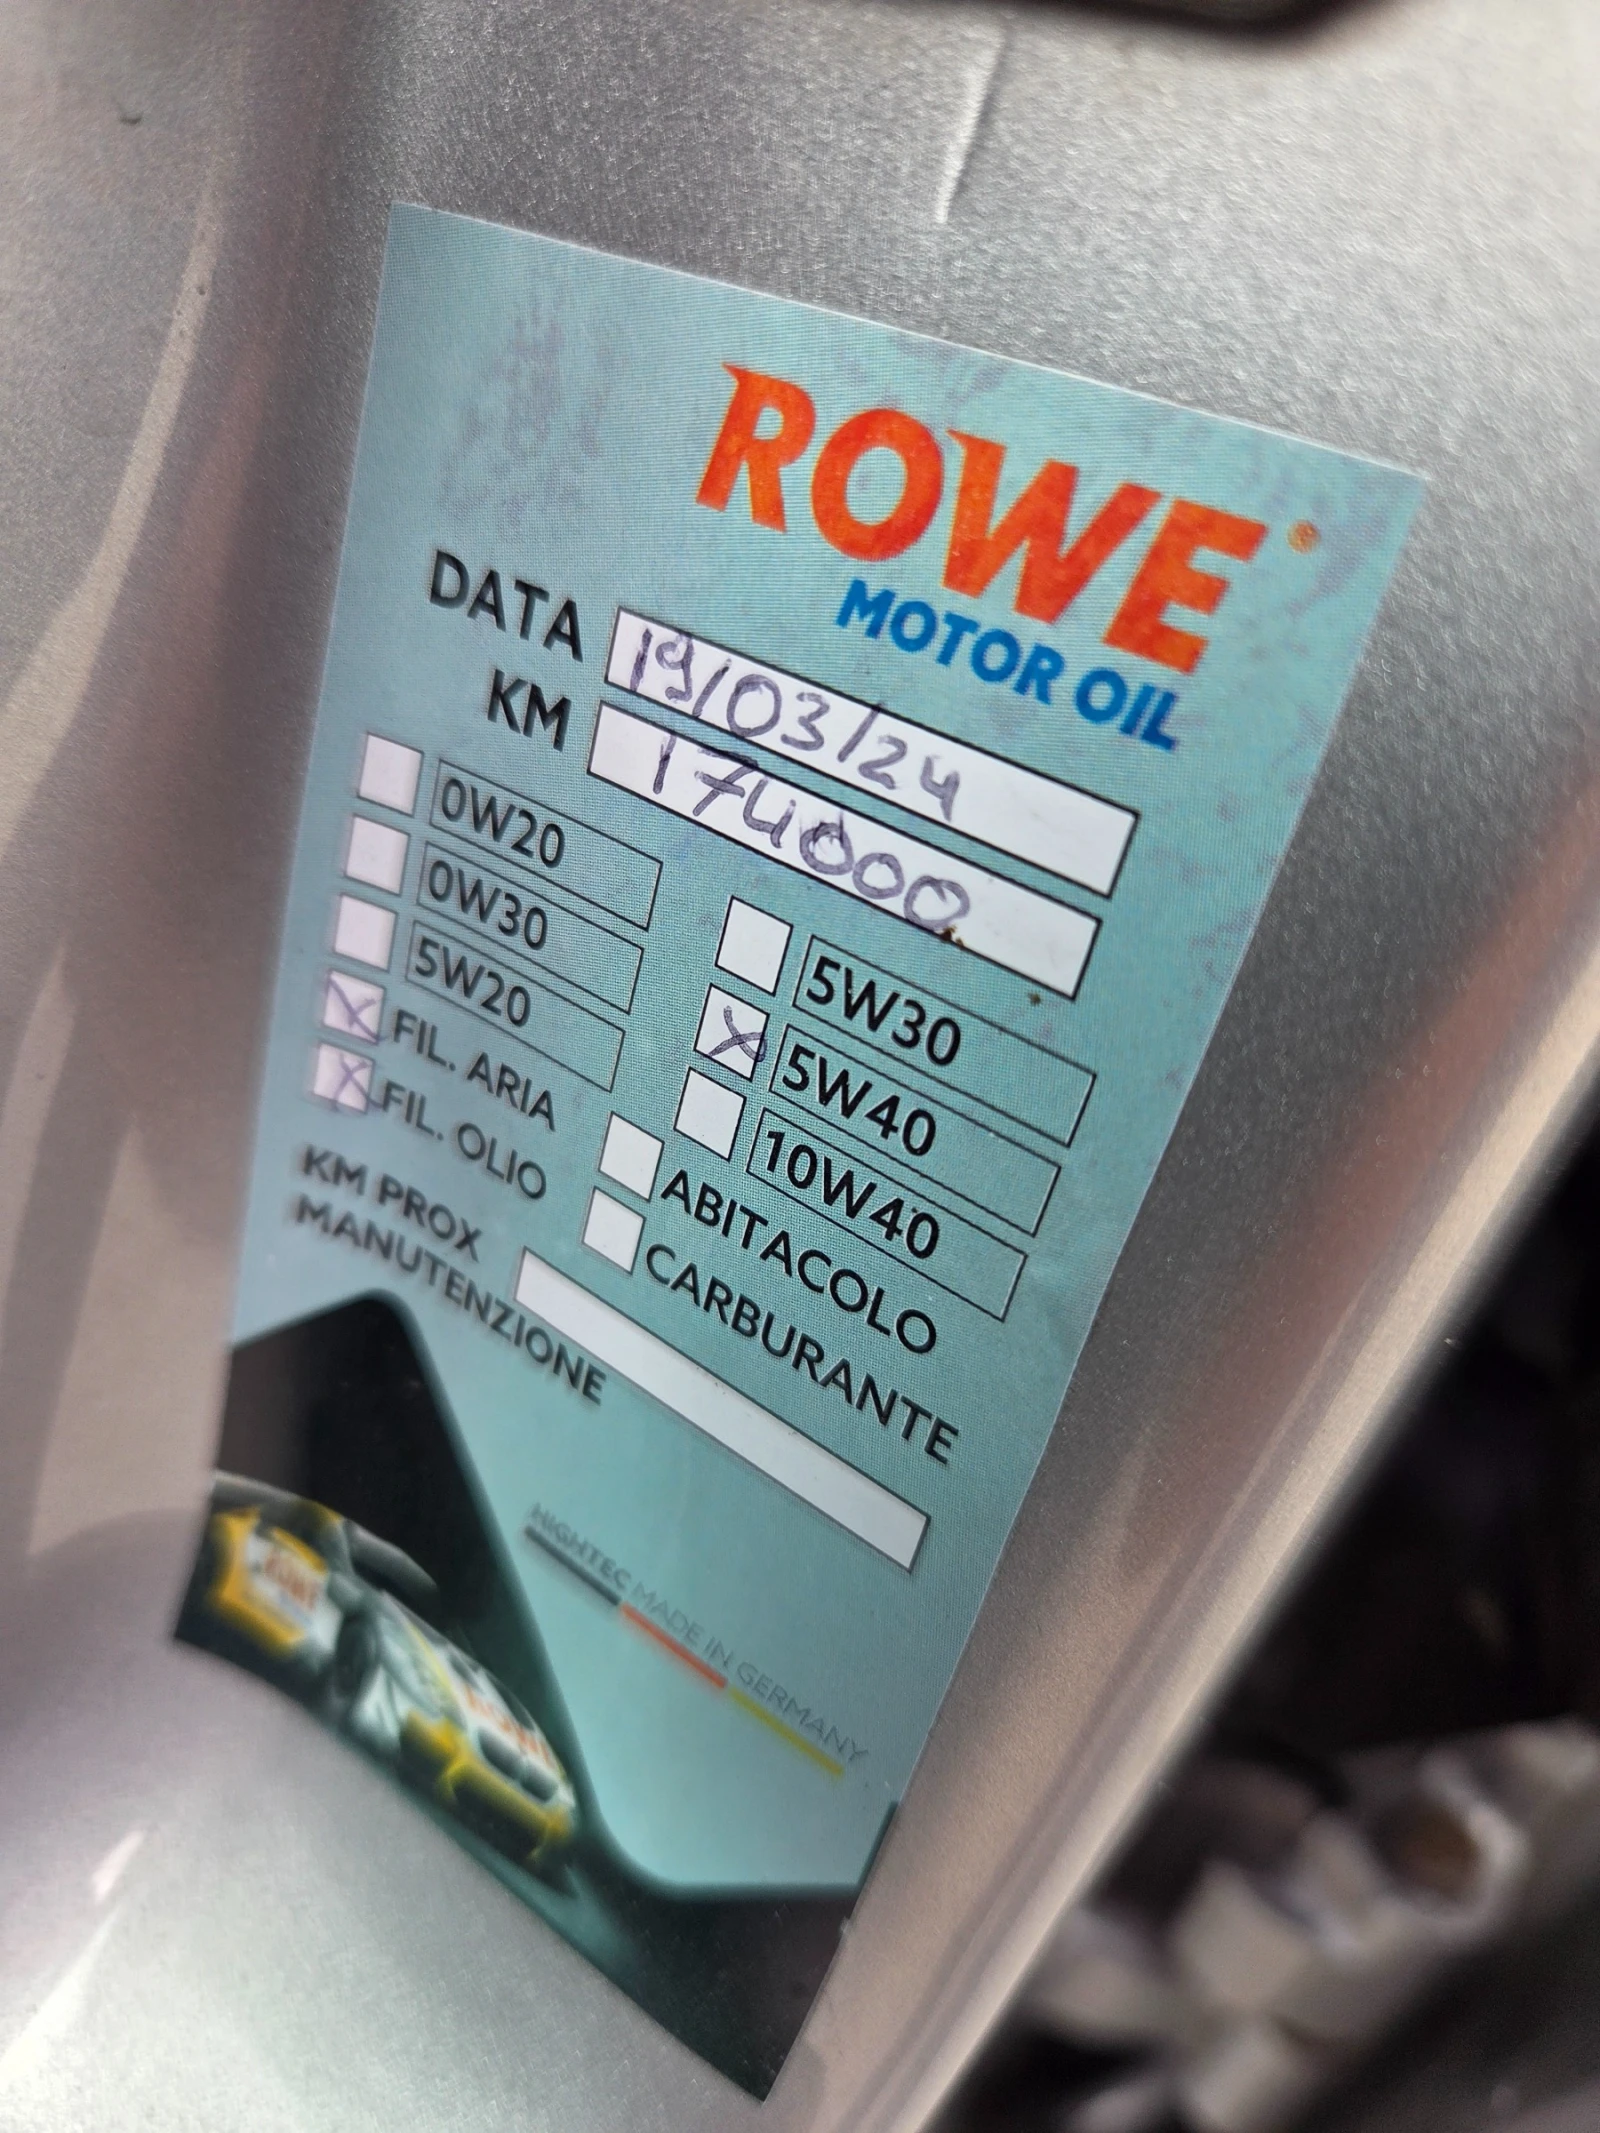 ROWE®
MOTOR OIL
DATA 19/03/24
KM 174000
0W20
0W30
5W20
5W30
X 5W40
10W40
X FIL. ARIA
X FIL. OLIO
ABITACOLO
CARBURANTE
KM PROX
MANUTENZIONE
HIGHTEC MADE IN GERMANY
ROWE